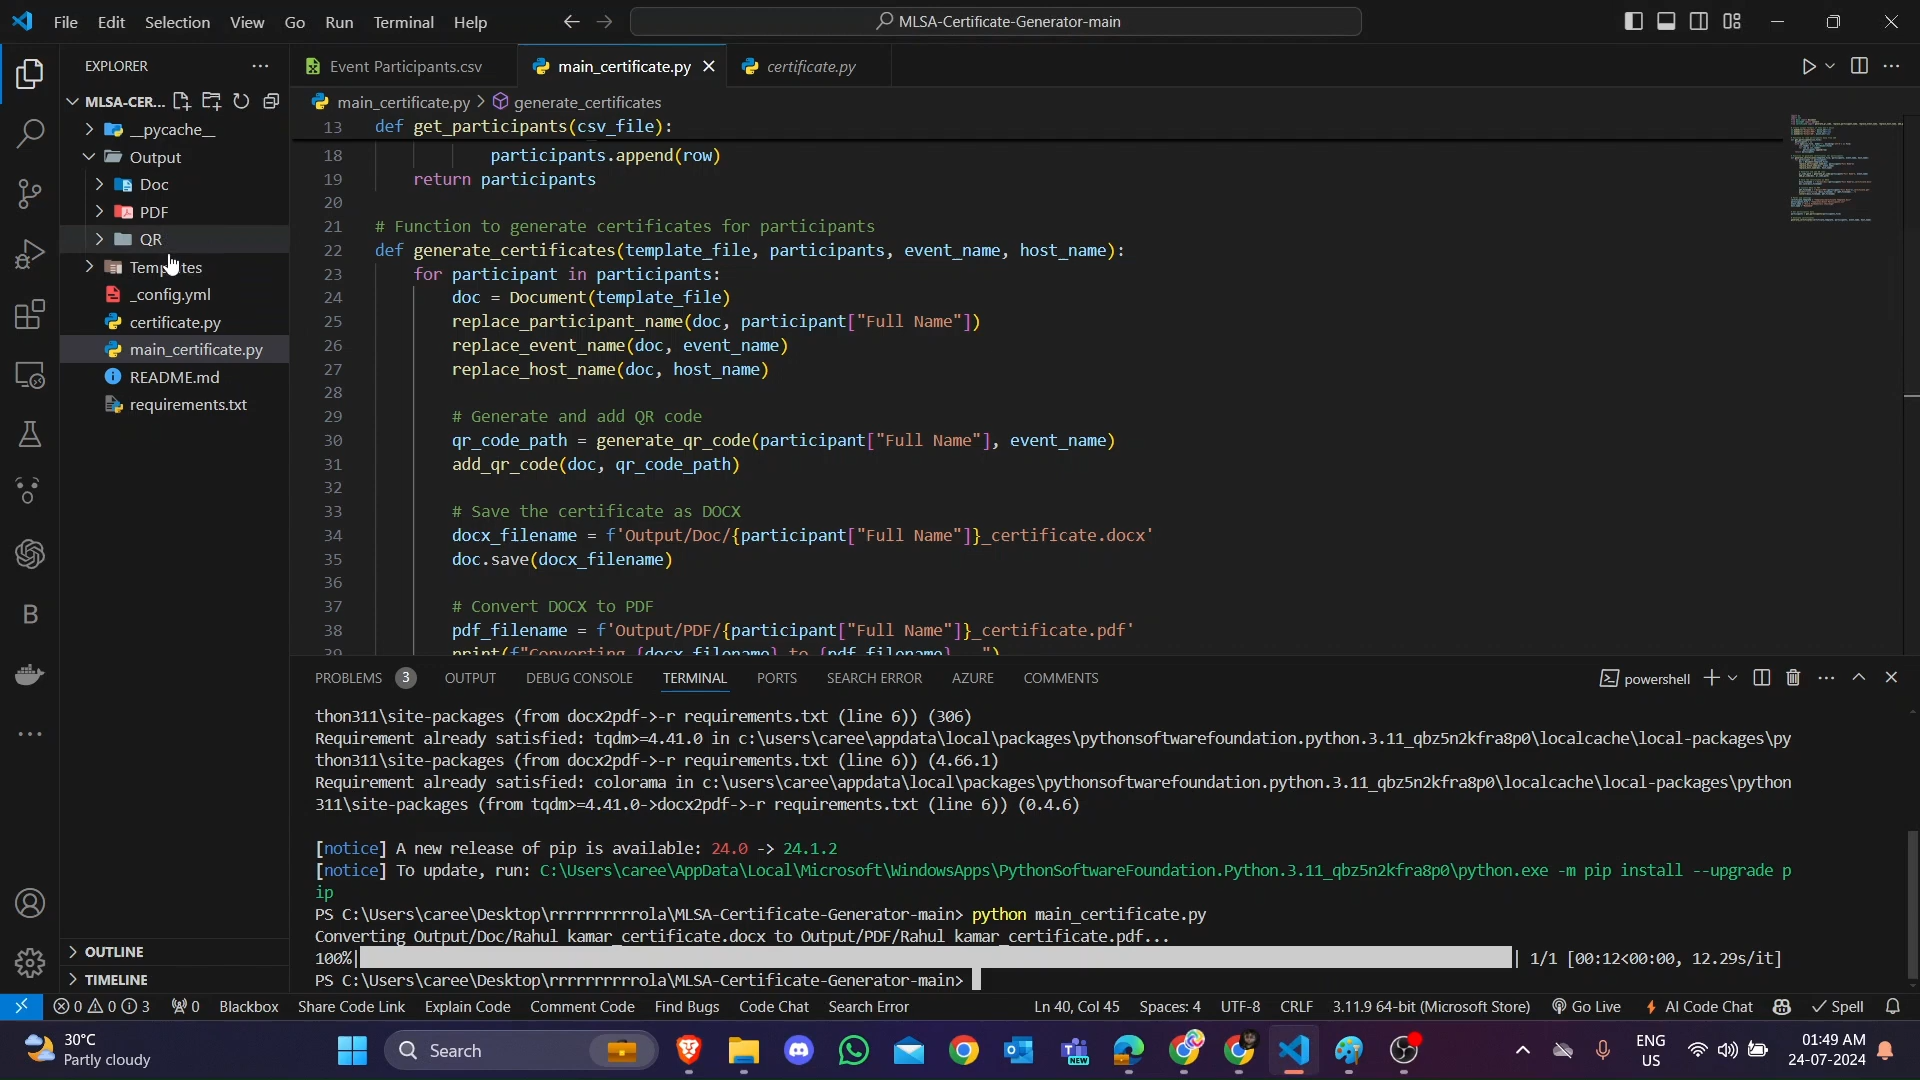 File Edit Selection View Go Run Terminal Help
MLSA-Certificate-Generator-main
EXPLORER
Event Participants.csv
main_certificate.py
certificate.py
MLSA-CER...
main_certificate.py > generate_certificates
__pycache__
Output
Doc
PDF
QR
_config.yml
certificate.py
main_certificate.py
README.md
requirements.txt
OUTLINE
TIMELINE
13 def get_participants(csv_file):
18 participants.append(row)
19 return participants
20
21 # Function to generate certificates for participants
22 def generate_certificates(template_file, participants, event_name, host_name):
23 for participant in participants:
24 doc = Document(template_file)
25 replace_participant_name(doc, participant["Full Name"])
26 replace_event_name(doc, event_name)
27 replace_host_name(doc, host_name)
28
29 # Generate and add QR code
30 qr_code_path = generate_qr_code(participant["Full Name"], event_name)
31 add_qr_code(doc, qr_code_path)
32
33 # Save the certificate as DOCX
34 docx_filename = f'Output/Doc/{participant["Full Name"]}_certificate.docx'
35 doc.save(docx_filename)
36
37 # Convert DOCX to PDF
38 pdf_filename = f'Output/PDF/{participant["Full Name"]}_certificate.pdf'
39 print(f"Converting {docx_filename} to {pdf_filename}...")
PROBLEMS 3 OUTPUT DEBUG CONSOLE TERMINAL PORTS SEARCH ERROR AZURE COMMENTS
powershell
thon311\site-packages (from docx2pdf->-r requirements.txt (line 6)) (306)
Requirement already satisfied: tqdm>=4.41.0 in c:\users\caree\appdata\local\packages\pythonsoftwarefoundation.python.3.11_qbz5n2kfra8p0\localcache\local-packages\py
thon311\site-packages (from docx2pdf->-r requirements.txt (line 6)) (4.66.1)
Requirement already satisfied: colorama in c:\users\caree\appdata\local\packages\pythonsoftwarefoundation.python.3.11_qbz5n2kfra8p0\localcache\local-packages\python
311\site-packages (from tqdm>=4.41.0->docx2pdf->-r requirements.txt (line 6)) (0.4.6)
[notice] A new release of pip is available: 24.0 -> 24.1.2
[notice] To update, run: C:\Users\caree\AppData\Local\Microsoft\WindowsApps\PythonSoftwareFoundation.Python.3.11_qbz5n2kfra8p0\python.exe -m pip install --upgrade p
ip
PS C:\Users\caree\Desktop\rrrrrrrrrrola\MLSA-Certificate-Generator-main> python main_certificate.py
Converting Output/Doc/Rahul kamar_certificate.docx to Output/PDF/Rahul kamar_certificate.pdf...
100%| | 1/1 [00:12<00:00, 12.29s/it]
PS C:\Users\caree\Desktop\rrrrrrrrrrola\MLSA-Certificate-Generator-main>
0 0 3 0 Blackbox Share Code Link Explain Code Comment Code Find Bugs Code Chat Search Error Ln 40, Col 45 Spaces: 4 UTF-8 CRLF 3.11.9 64-bit (Microsoft Store) Go Live AI Code Chat Spell
30°C
Partly cloudy
Search
NEW
ENG
US
01:49 AM
24-07-2024